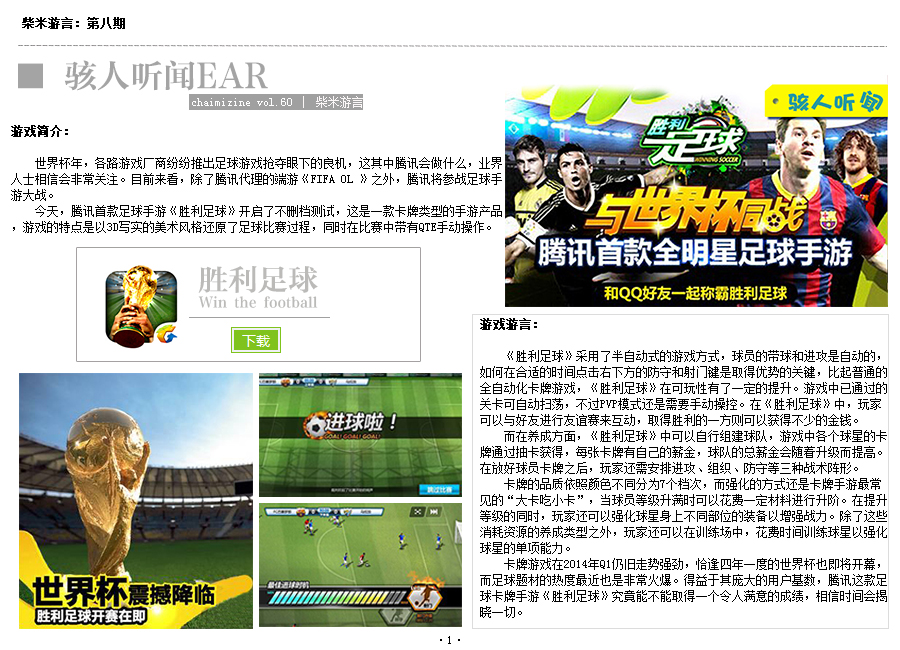 柴米游言：第八期
骇人听闻EAR
chaimizine vol.60 | 柴米游言
游戏简介：
世界杯年，各路游戏厂商纷纷推出足球游戏抢夺眼下的良机，这其中腾讯会做什么，业界
人士相信会非常关注。目前来看，除了腾讯代理的端游《FIFA OL 》之外，腾讯将参战足球手
游大战。
今天，腾讯首款足球手游《胜利足球》开启了不删档测试，这是一款卡牌类型的手游产品
，游戏的特点是以3D写实的美术风格还原了足球比赛过程，同时在比赛中带有QTE手动操作。
胜利足球
Win the football
下载
世界杯震撼降临
胜利足球开赛在即
进球啦！
GOAL! GOAL! GOAL!
跳过比赛
最佳进球时机
射门
骇人听闻
胜利足球
WINNING SOCCER
与世界杯同战
腾讯首款全明星足球手游
和QQ好友一起称霸胜利足球
游戏游言：
《胜利足球》采用了半自动式的游戏方式，球员的带球和进攻是自动的，
如何在合适的时间点击右下方的防守和射门键是取得优势的关键，比起普通的
全自动化卡牌游戏，《胜利足球》在可玩性有了一定的提升。游戏中已通过的
关卡可自动扫荡，不过PVP模式还是需要手动操控。在《胜利足球》中，玩家
可以与好友进行友谊赛来互动，取得胜利的一方则可以获得不少的金钱。
而在养成方面，《胜利足球》中可以自行组建球队，游戏中各个球星的卡
牌通过抽卡获得，每张卡牌有自己的薪金，球队的总薪金会随着升级而提高。
在放好球员卡牌之后，玩家还需安排进攻、组织、防守等三种战术阵形。
卡牌的品质依照颜色不同分为7个档次，而强化的方式还是卡牌手游最常
见的“大卡吃小卡”，当球员等级升满时可以花费一定材料进行升阶。在提升
等级的同时，玩家还可以强化球星身上不同部位的装备以增强战力。除了这些
消耗资源的养成类型之外，玩家还可以在训练场中，花费时间训练球星以强化
球星的单项能力。
卡牌游戏在2014年Q1仍旧走势强劲，恰逢四年一度的世界杯也即将开幕，
而足球题材的热度最近也是非常火爆。得益于其庞大的用户基数，腾讯这款足
球卡牌手游《胜利足球》究竟能不能取得一个令人满意的成绩，相信时间会揭
晓一切。
·1·